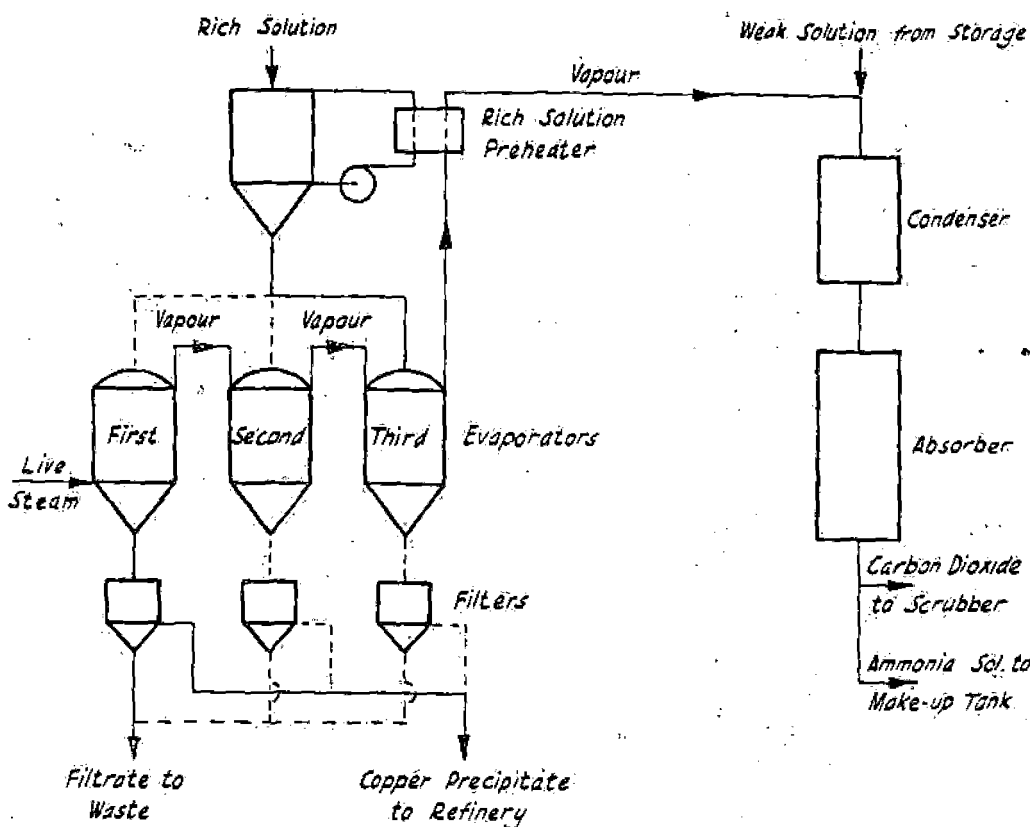 Rich Solution
Weak Solution from Storage
Vapour
Rich Solution
Preheater
Condenser
Vapour
Vapour
First
Second
Third
Evaporators
Absorber
Live
Steam
Filters
Carbon Dioxide
to Scrubber
Ammonia Sol. to
Make-up Tank
Filtrate to
Waste
Copper Precipitate
to Refinery